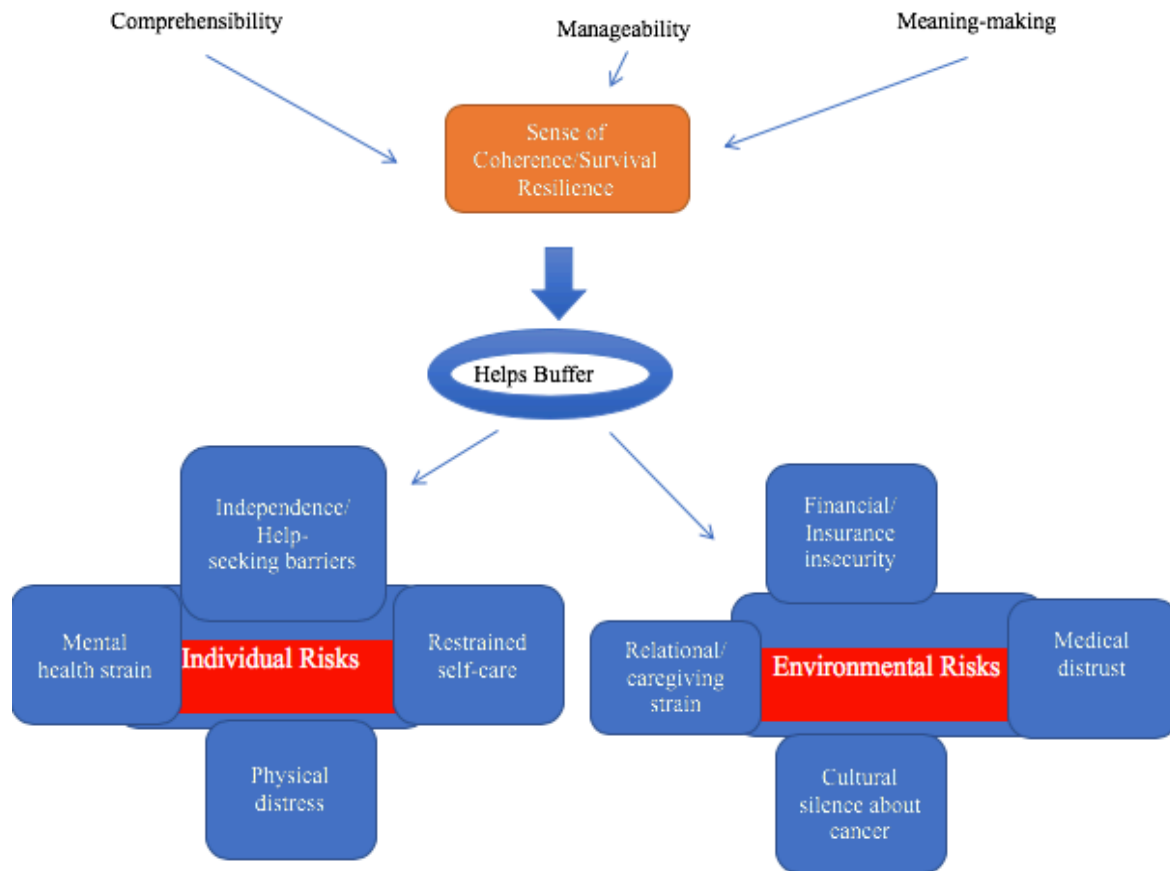 Comprehensibility
Manageability
Meaning-making
Sense of
Coherence/Survival
Resilience
Helps Buffer
Independence/
Help-
seeking barriers
Mental
health strain
Individual Risks
Restrained
self-care
Physical
distress
Financial/
Insurance
insecurity
Relational/
caregiving
strain
Environmental Risks
Medical
distrust
Cultural
silence about
cancer